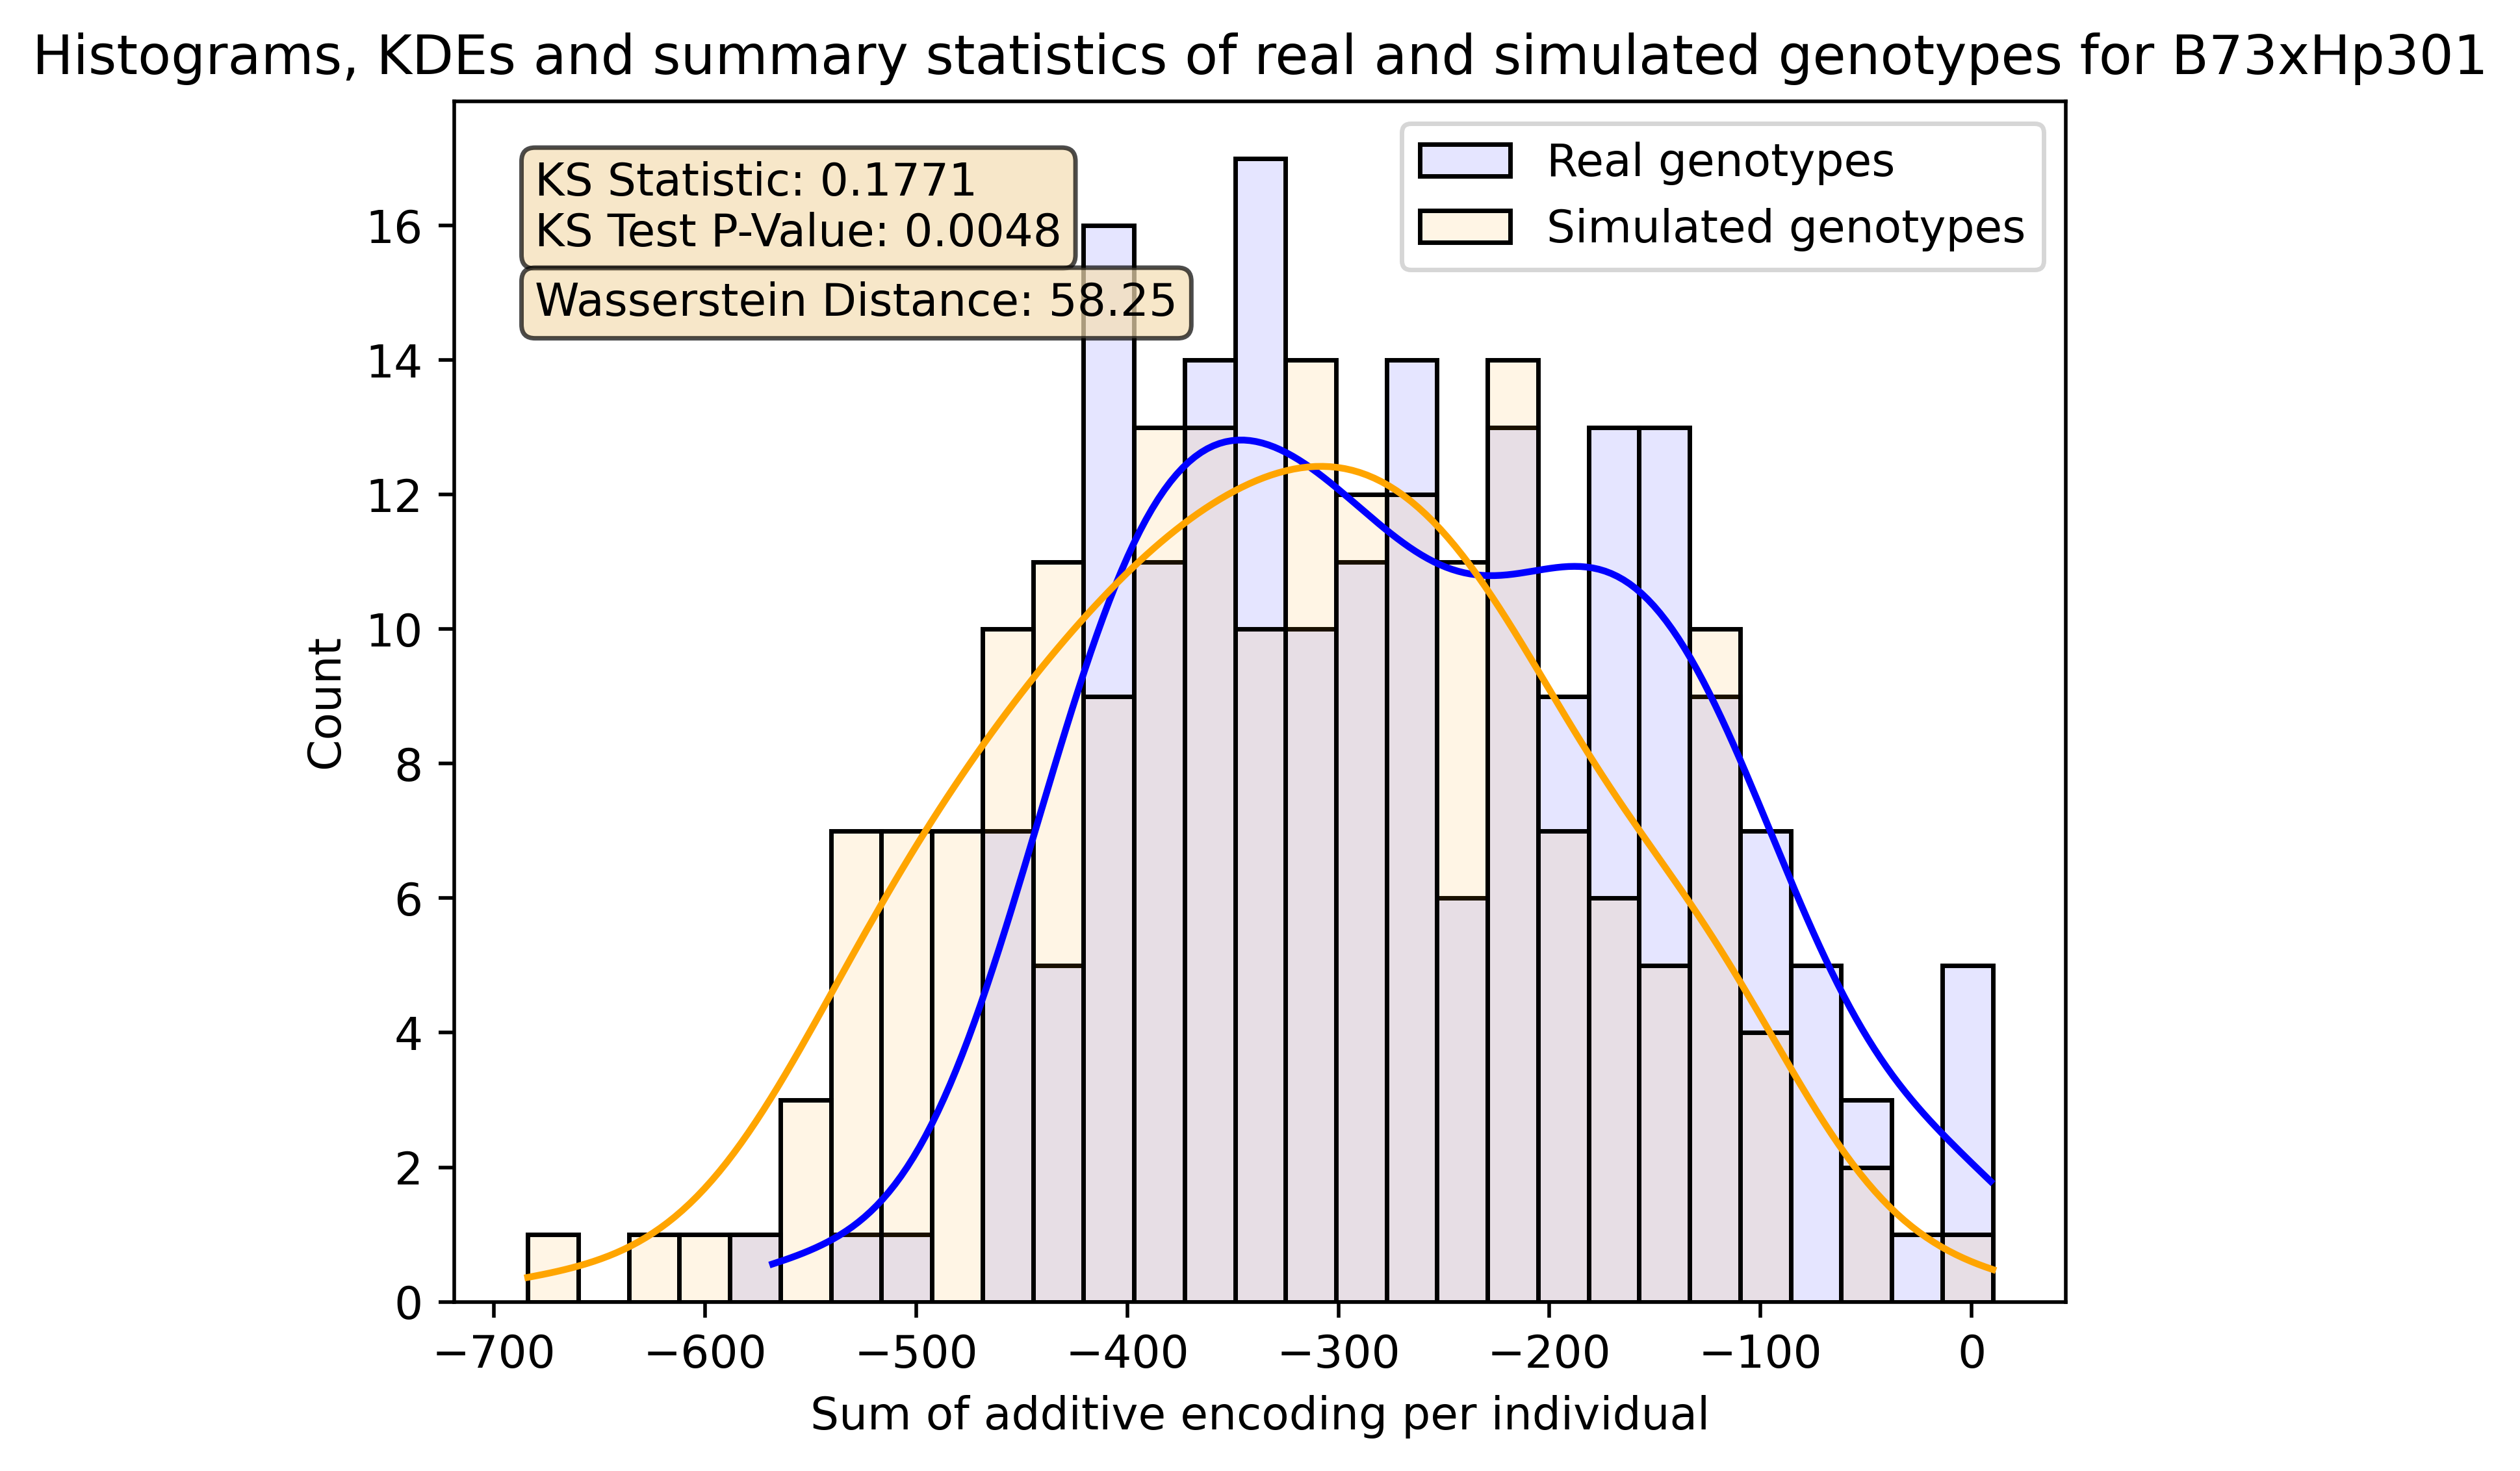 Histograms, KDEs and summary statistics of real and simulated genotypes for B73xHp301
KS Statistic: 0.1771
KS Test P-Value: 0.0048
Wasserstein Distance: 58.25
Real genotypes
Simulated genotypes
Count
16
14
12
10
8
6
4
2
0
−700 −600 −500 −400 −300 −200 −100 0
Sum of additive encoding per individual